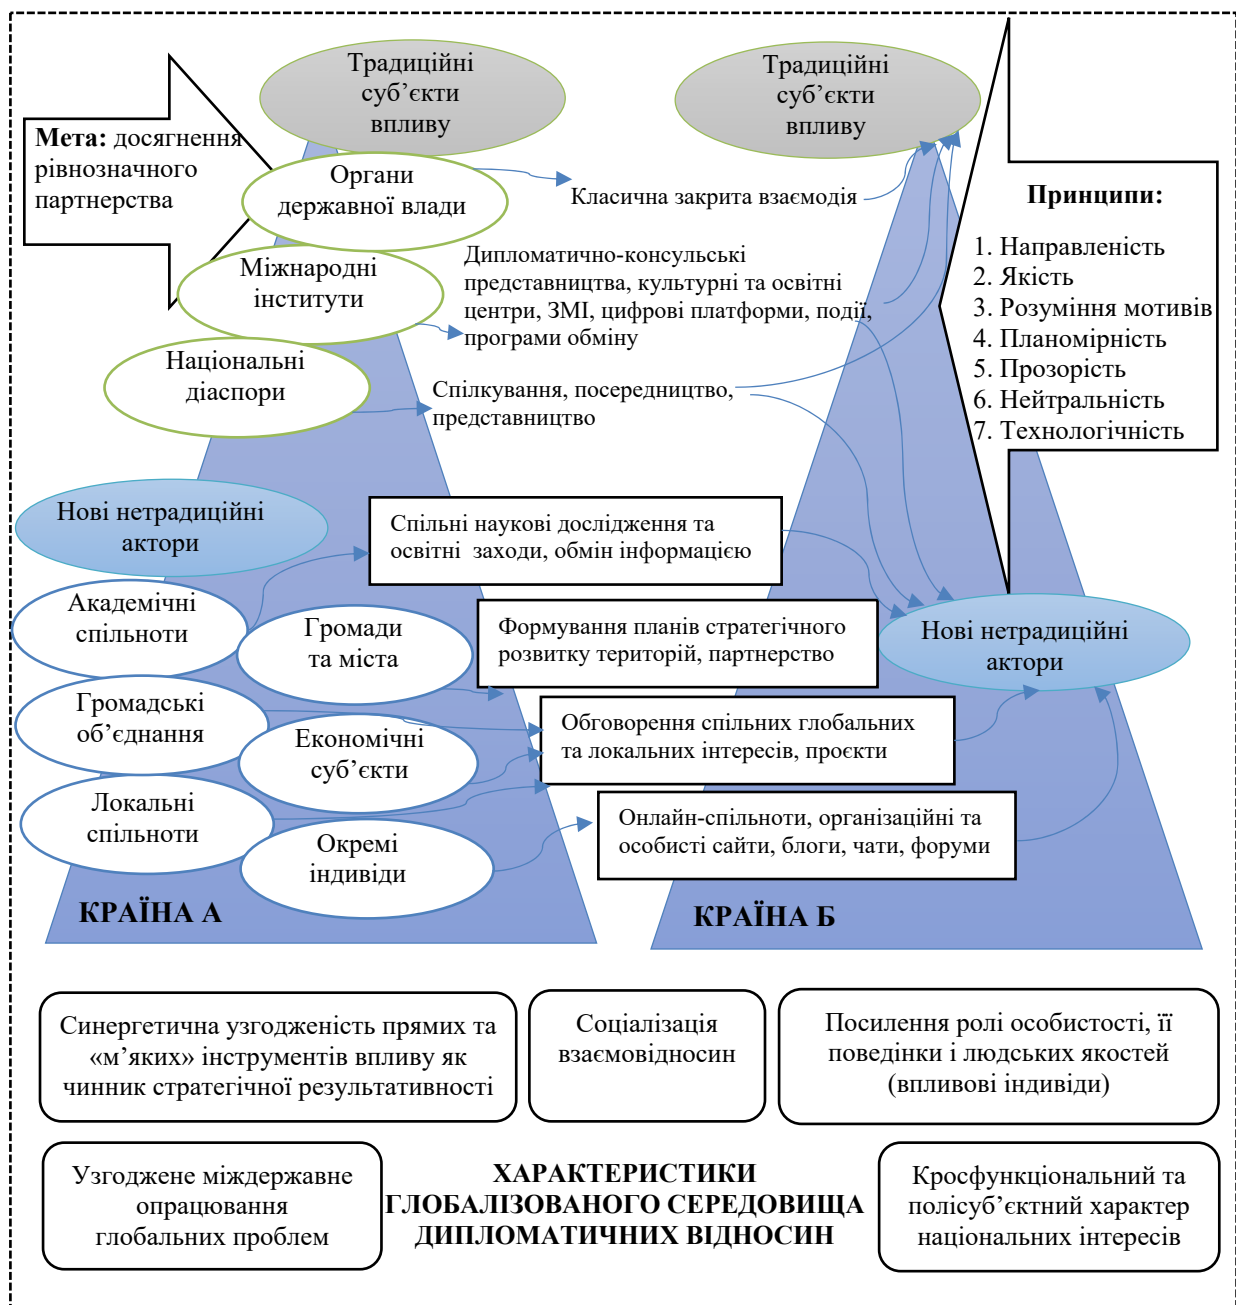 Традиційні
суб’єкти
впливу
Традиційні
суб’єкти
впливу
Мета: досягнення
рівнозначного
партнерства
Органи
державної влади
Класична закрита взаємодія
Принципи:
1. Направленість
2. Якість
3. Розуміння мотивів
4. Планомірність
5. Прозорість
6. Нейтральність
7. Технологічність
Міжнародні
інститути
Дипломатично-консульські
представництва, культурні та освітні
центри, ЗМІ, цифрові платформи, події,
програми обміну
Національні
діаспори
Спілкування, посередництво,
представництво
Нові нетрадиційні
актори
Спільні наукові дослідження та
освітні заходи, обмін інформацією
Академічні
спільноти
Громади
та міста
Формування планів стратегічного
розвитку територій, партнерство
Нові нетрадиційні
актори
Громадські
об’єднання
Економічні
суб’єкти
Обговорення спільних глобальних
та локальних інтересів, проєкти
Локальні
спільноти
Окремі
індивіди
Онлайн-спільноти, організаційні та
особисті сайти, блоги, чати, форуми
КРАЇНА А
КРАЇНА Б
Синергетична узгодженість прямих та
«м’яких» інструментів впливу як
чинник стратегічної результативності
Соціалізація
взаємовідносин
Посилення ролі особистості, її
поведінки і людських якостей
(впливові індивіди)
Узгоджене міждержавне
опрацювання
глобальних проблем
ХАРАКТЕРИСТИКИ
ГЛОБАЛІЗОВАНОГО СЕРЕДОВИЩА
ДИПЛОМАТИЧНИХ ВІДНОСИН
Кросфункціональний та
полісуб’єктний характер
національних інтересів